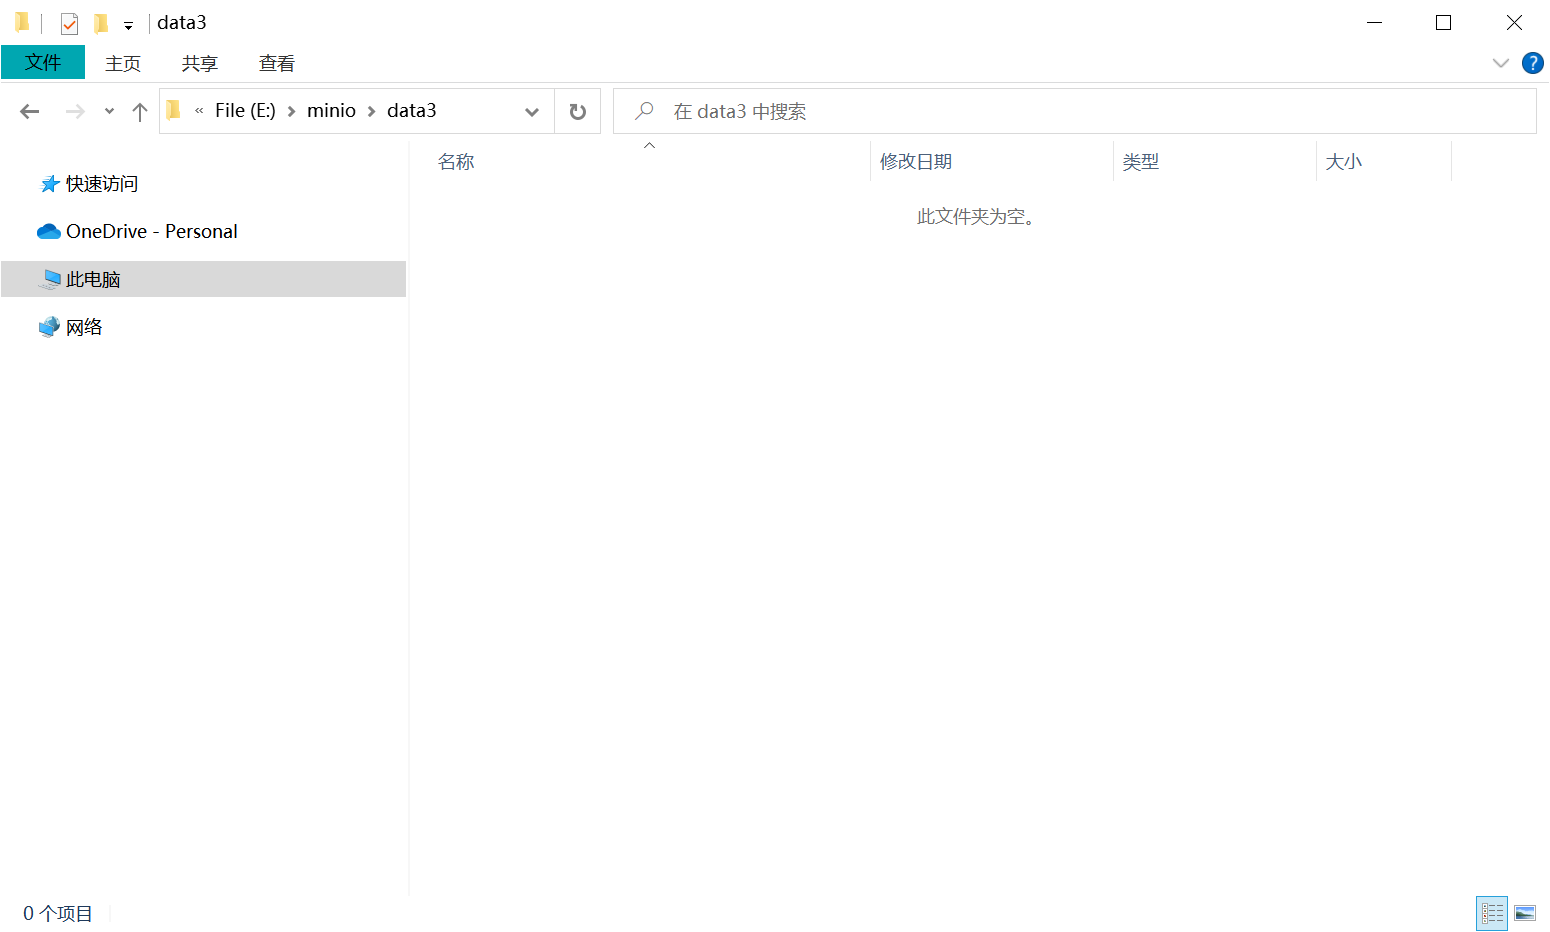 data3
文件 主页 共享 查看
« File (E:) > minio > data3 在 data3 中搜索
名称 修改日期 类型 大小
此文件夹为空。
快速访问
OneDrive - Personal
此电脑
网络
0 个项目